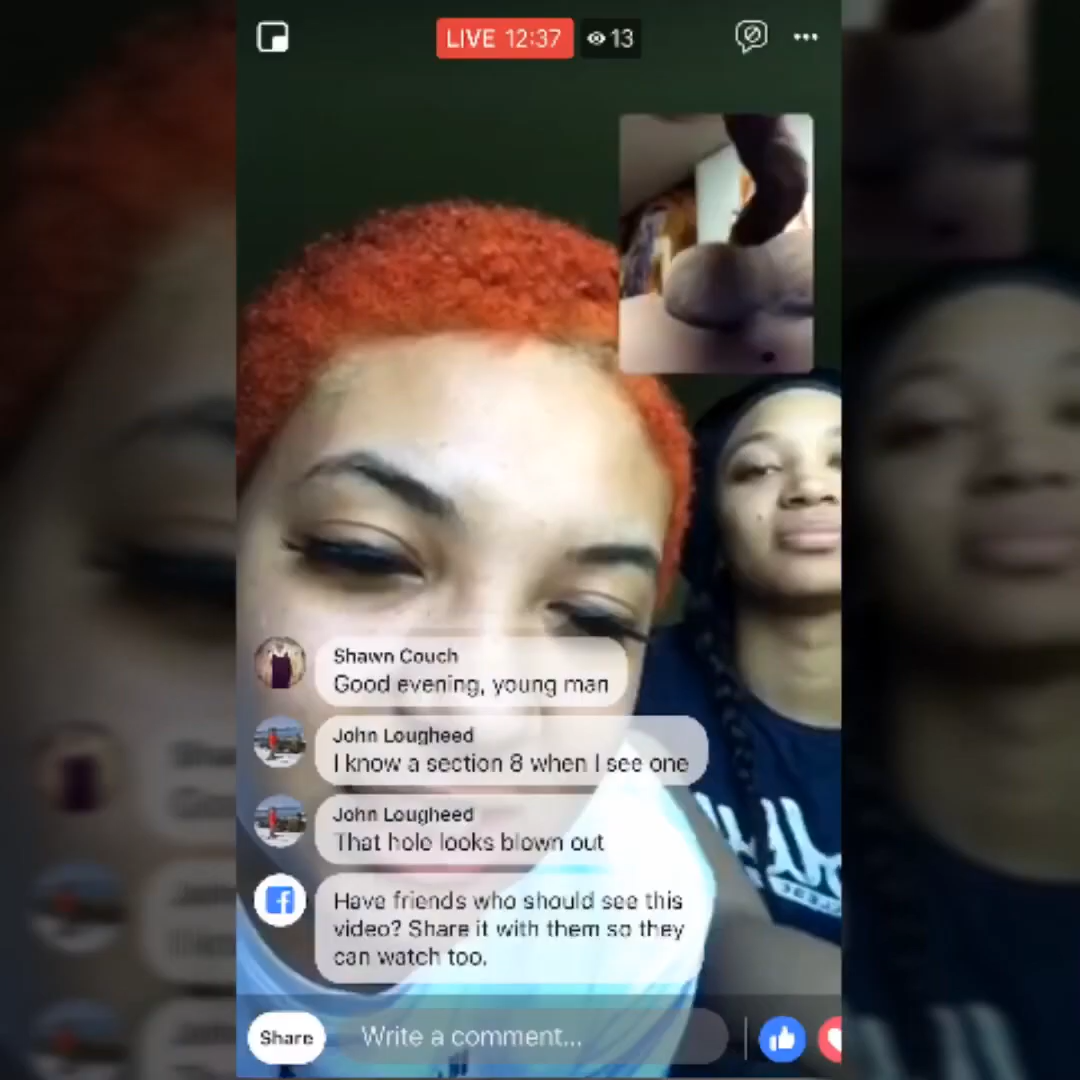 LIVE 12:37 13
Shawn Couch
Good evening, young man
John Lougheed
I know a section 8 when I see one
John Lougheed
That hole looks blown out
Have friends who should see this
video? Share it with them so they
can watch too.
Share Write a comment...